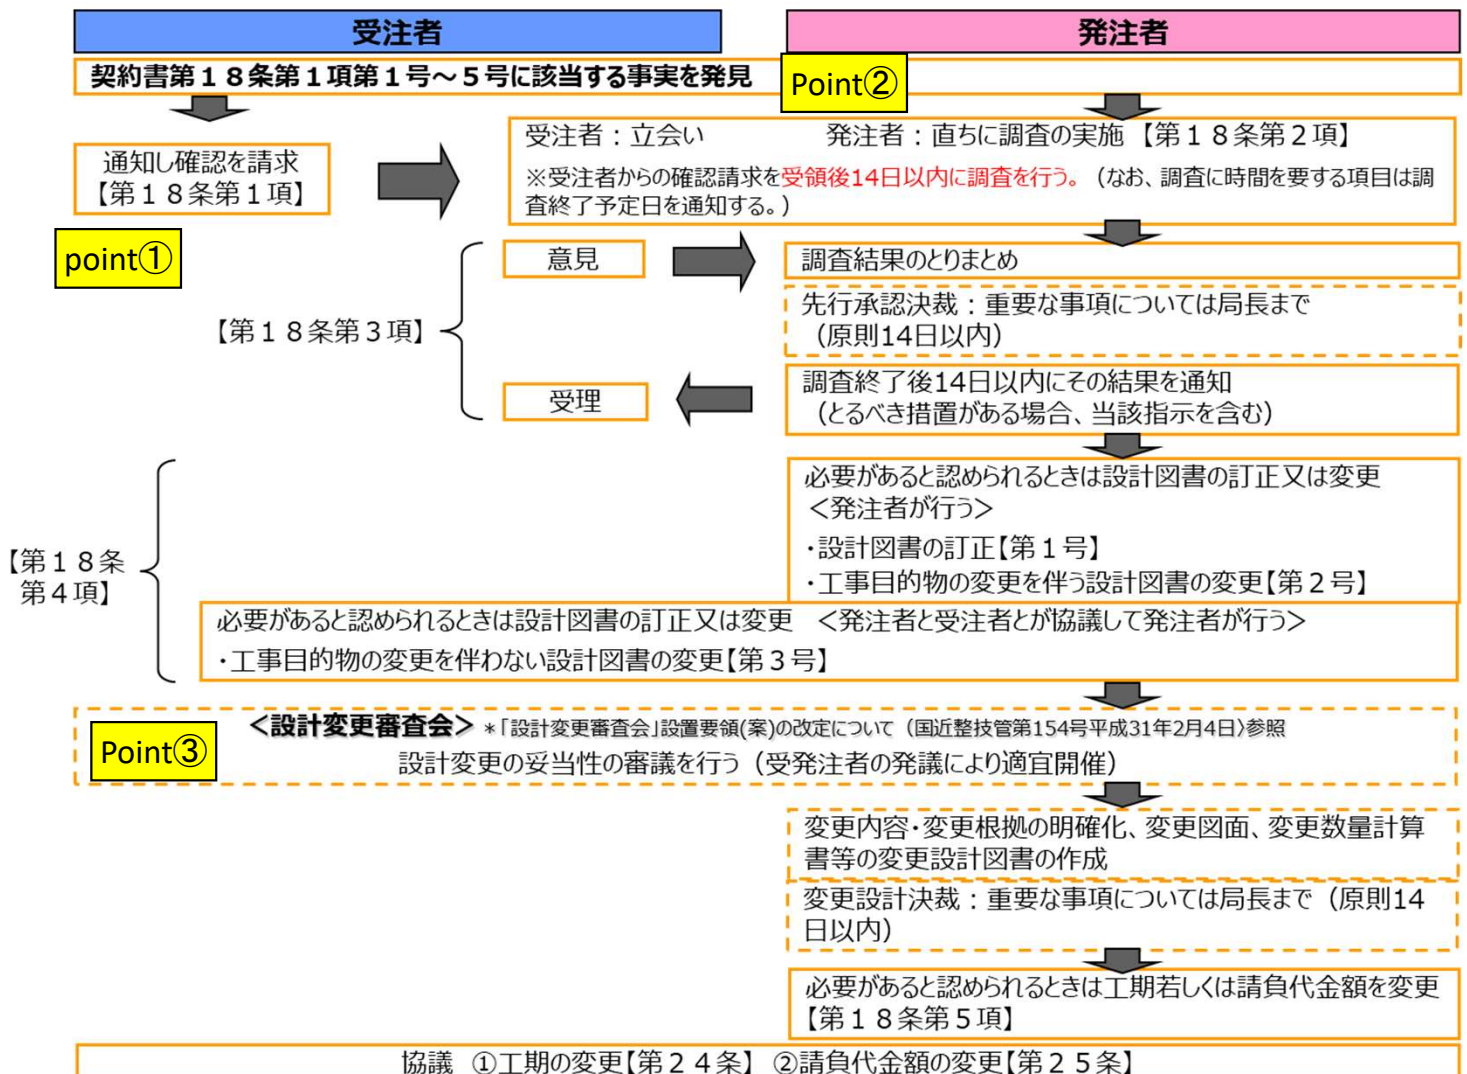 受注者
発注者
契約書第１８条第１項第１号～５号に該当する事実を発見
Point②
通知し確認を請求
【第１８条第１項】
受注者：立会い　発注者：直ちに調査の実施【第１８条第２項】
※受注者からの確認請求を受領後14日以内に調査を行う。（なお、調査に時間を要する項目は調
査終了予定日を通知する。）
point①
意見
調査結果のとりまとめ
先行承認決裁：重要な事項については局長まで
（原則14日以内）
【第１８条第３項】
受理
調査終了後14日以内にその結果を通知
（とるべき措置がある場合、当該指示を含む）
必要があると認められるときは設計図書の訂正又は変更
＜発注者が行う＞
・設計図書の訂正【第１号】
・工事目的物の変更を伴う設計図書の変更【第２号】
【第１８条
第４項】
必要があると認められるときは設計図書の訂正又は変更　＜発注者と受注者とが協議して発注者が行う＞
・工事目的物の変更を伴わない設計図書の変更【第３号】
Point③
＜設計変更審査会＞ ＊「設計変更審査会」設置要領(案)の改定について（国近整技管第154号平成31年2月4日）参照
設計変更の妥当性の審議を行う（受発注者の発議により適宜開催）
変更内容・変更根拠の明確化、変更図面、変更数量計算
書等の変更設計図書の作成
変更設計決裁：重要な事項については局長まで（原則14
日以内）
必要があると認められるときは工期若しくは請負代金額を変更
【第１８条第５項】
協議　①工期の変更【第２４条】　②請負代金額の変更【第２５条】